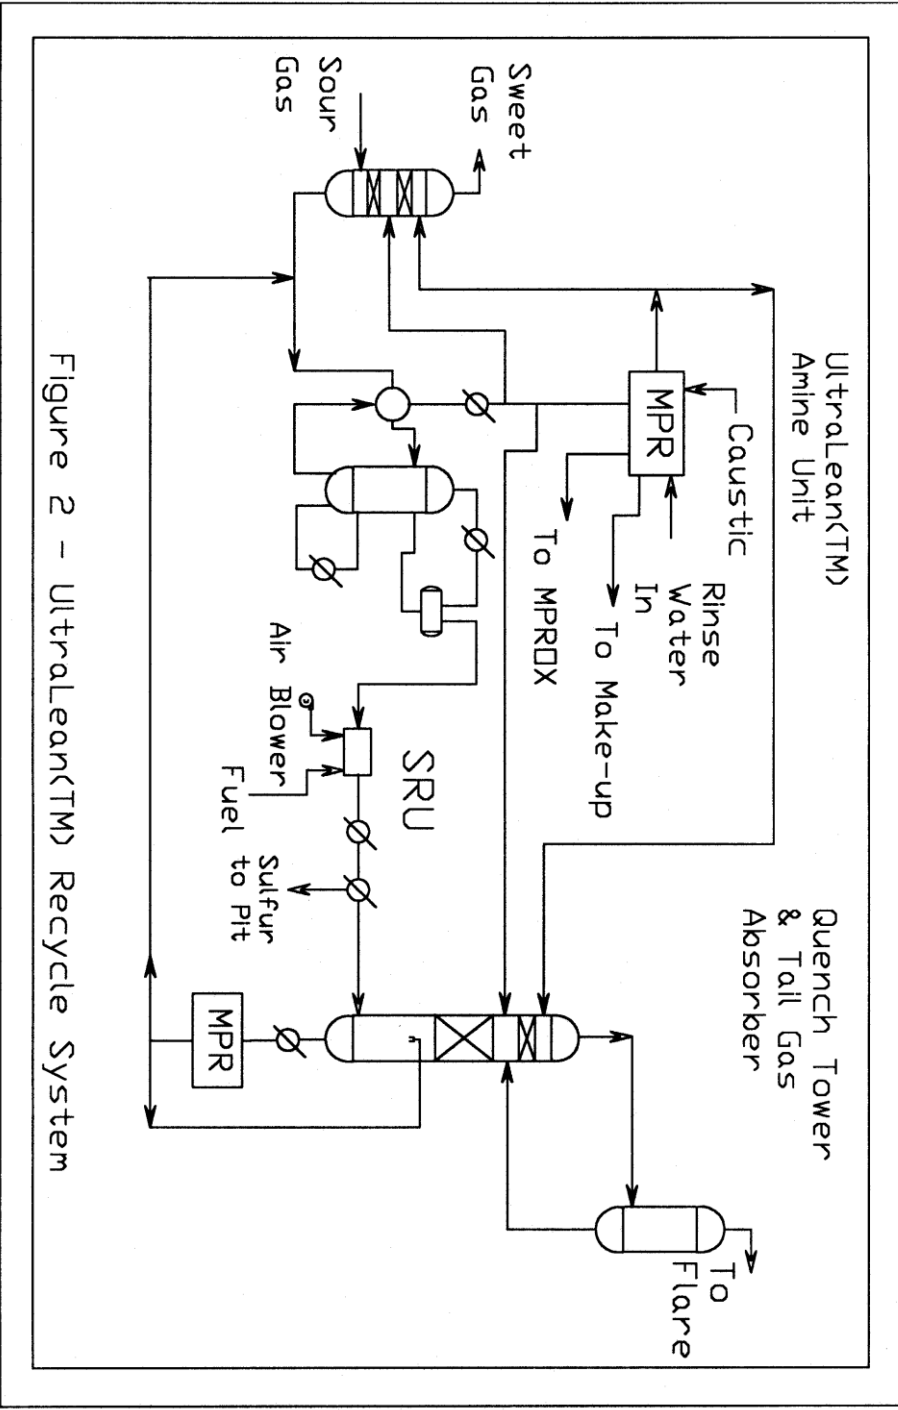 UltraLean(TM)
Amine Unit
Quench Tower
& Tail Gas
Absorber
Sweet
Gas
Sour
Gas
Caustic
MPR
Rinse
Water
In
To Make-up
To MPROX
SRU
Air Blower
Fuel
Sulfur
to Pit
MPR
To
Flare
Figure 2 - UltraLean(TM) Recycle System